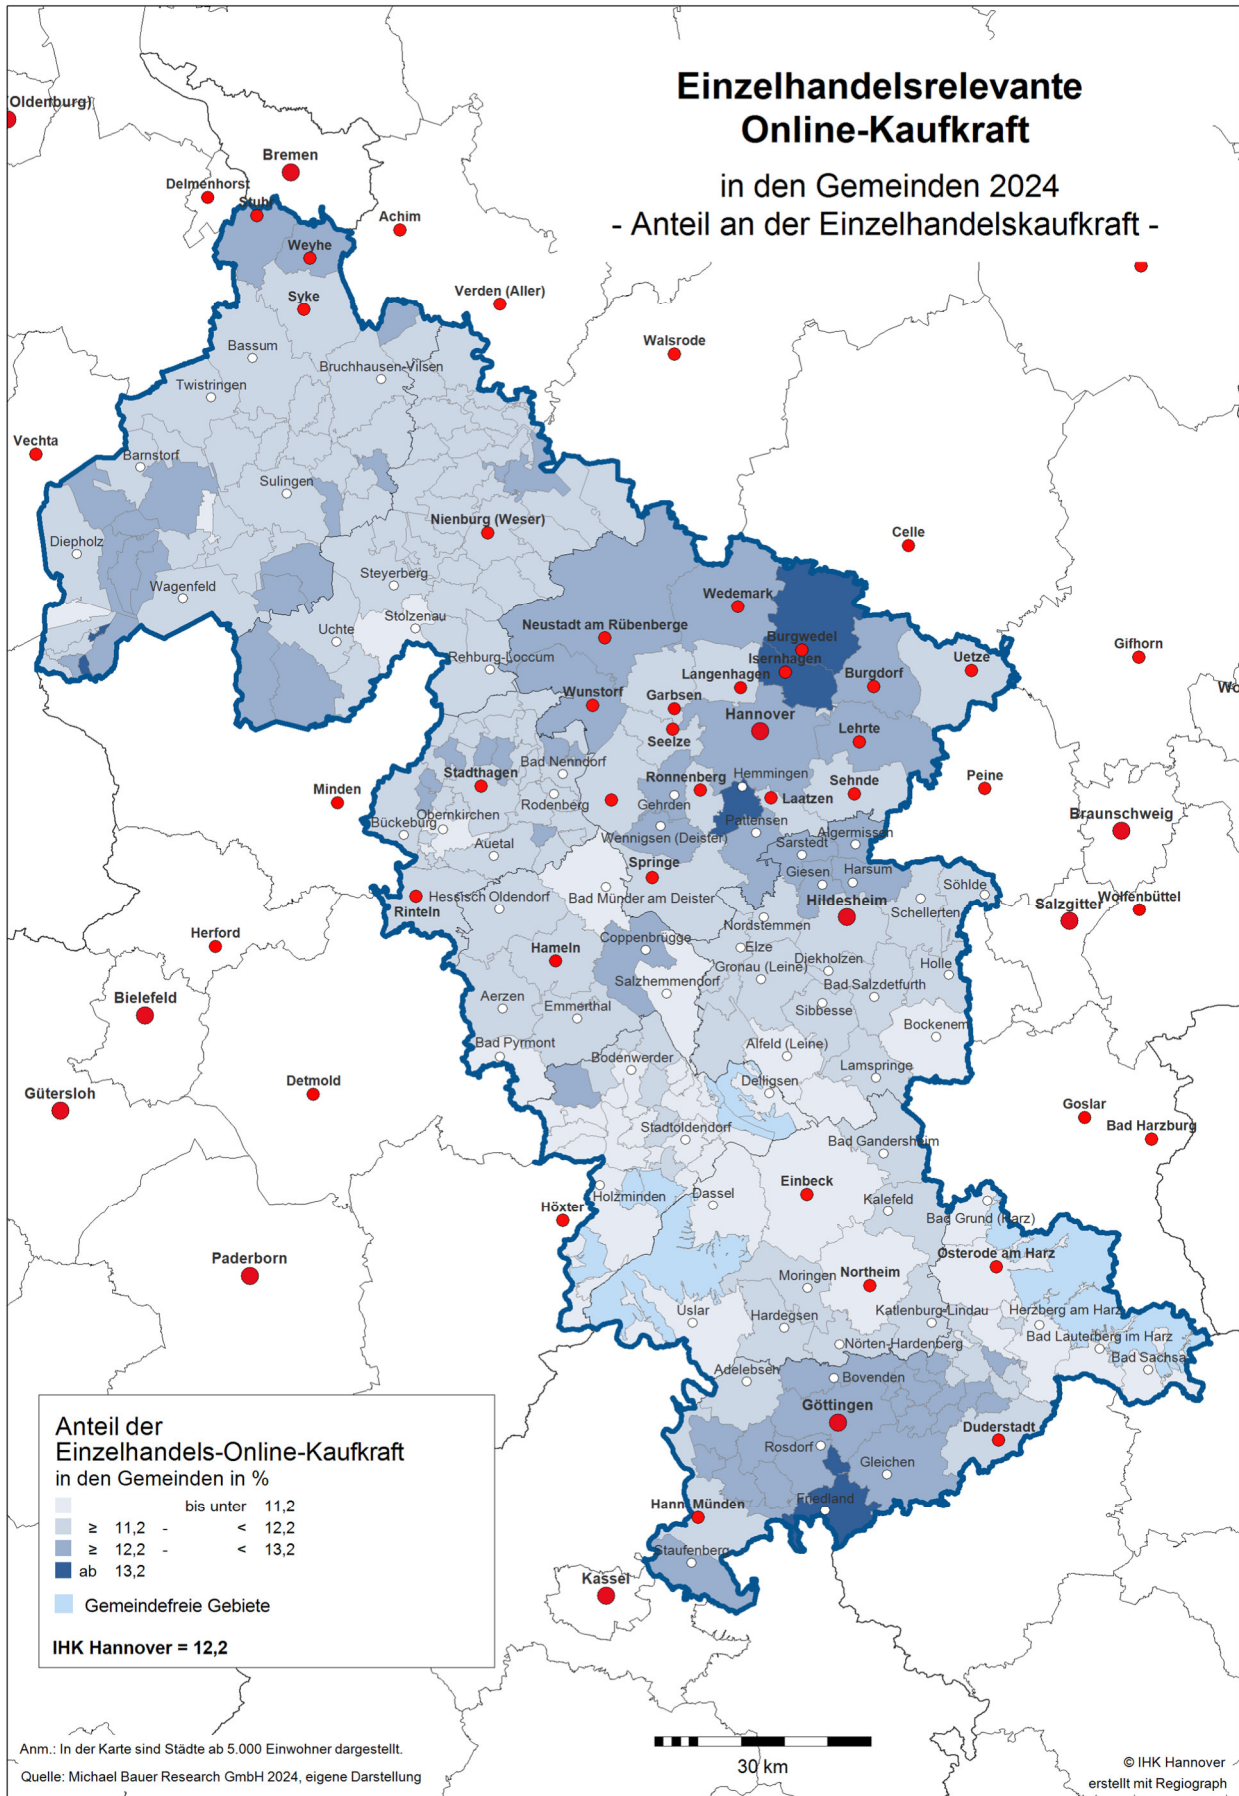 Einzelhandelsrelevante
Online-Kaufkraft
in den Gemeinden 2024
- Anteil an der Einzelhandelskaufkraft -
Oldenburg)
Bremen
Delmenhorst
Stuhr
Achim
Weyhe
Verden (Aller)
Syke
Walsrode
Bassum
Bruchhausen-Vilsen
Twistringen
Vechta
Barnstorf
Sulingen
Nienburg (Weser)
Celle
Diepholz
Steyerberg
Wagenfeld
Wedemark
Stolzenau
Neustadt am Rübenberge
Uchte
Burgwedel
Gifhorn
Rehburg-Loccum
Isernhagen
Uetze
Langenhagen
Burgdorf
Wunstorf
Garbsen
Hannover
Lehrte
Seelze
Bad Nenndorf
Stadthagen
Ronnenberg
Hemmingen
Sehnde
Peine
Minden
Rodenberg
Gehrden
Laatzen
Braunschweig
Obernkirchen
Bückeburg
Pattensen
Wennigsen (Deister)
Algermissen
Auetal
Sarstedt
Springe
Giesen
Harsum
Söhlde
Hessisch Oldendorf
Bad Münder am Deister
Hildesheim
Schellerten
Salzgitter
Wolfenbüttel
Rinteln
Nordstemmen
Herford
Coppenbrügge
Elze
Hameln
Gronau (Leine)
Diekholzen
Holle
Salzhemmendorf
Bad Salzdetfurth
Bielefeld
Aerzen
Emmerthal
Sibbesse
Bockenem
Bad Pyrmont
Alfeld (Leine)
Bodenwerder
Lamspringe
Detmold
Delligsen
Gütersloh
Goslar
Bad Harzburg
Stadtoldendorf
Bad Gandersheim
Einbeck
Holzminden
Dassel
Kalefeld
Höxter
Bad Grund (Harz)
Paderborn
Osterode am Harz
Moringen
Northeim
Uslar
Hardegsen
Katlenburg-Lindau
Herzberg am Harz
Bad Lauterberg im Harz
Nörten-Hardenberg
Bad Sachsa
Adelebsen
Bovenden
Göttingen
Duderstadt
Rosdorf
Gleichen
Hann. Münden
Friedland
Staufenberg
Kassel
Anteil der
Einzelhandels-Online-Kaufkraft
in den Gemeinden in %
bis unter 11,2
≥ 11,2 - < 12,2
≥ 12,2 - < 13,2
ab 13,2
Gemeindefreie Gebiete
IHK Hannover = 12,2
Anm.: In der Karte sind Städte ab 5.000 Einwohner dargestellt.
Quelle: Michael Bauer Research GmbH 2024, eigene Darstellung
30 km
© IHK Hannover
erstellt mit Regiograph